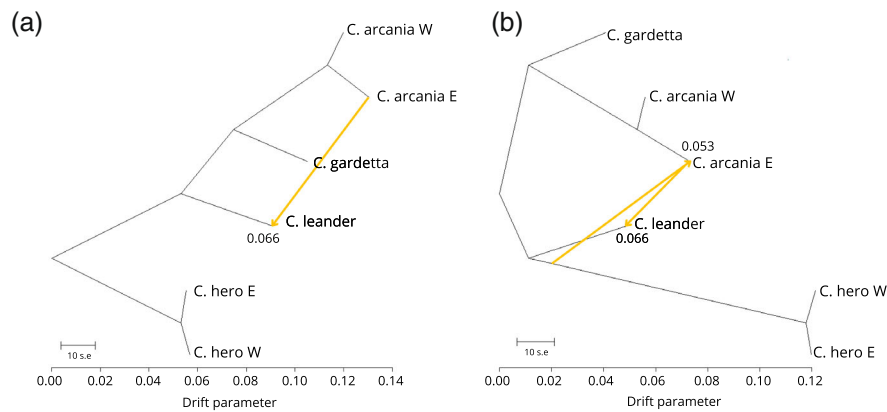 (a)
C. arcania W
C. arcania E
C. gardetta
C. leander
0.066
C. hero E
C. hero W
10 s.e
0.00 0.02 0.04 0.06 0.08 0.10 0.12 0.14
Drift parameter
(b)
C. gardetta
C. arcania W
0.053
C. arcania E
C. leander
0.066
C. hero W
C. hero E
10 s.e
0.00 0.02 0.04 0.06 0.08 0.10 0.12
Drift parameter